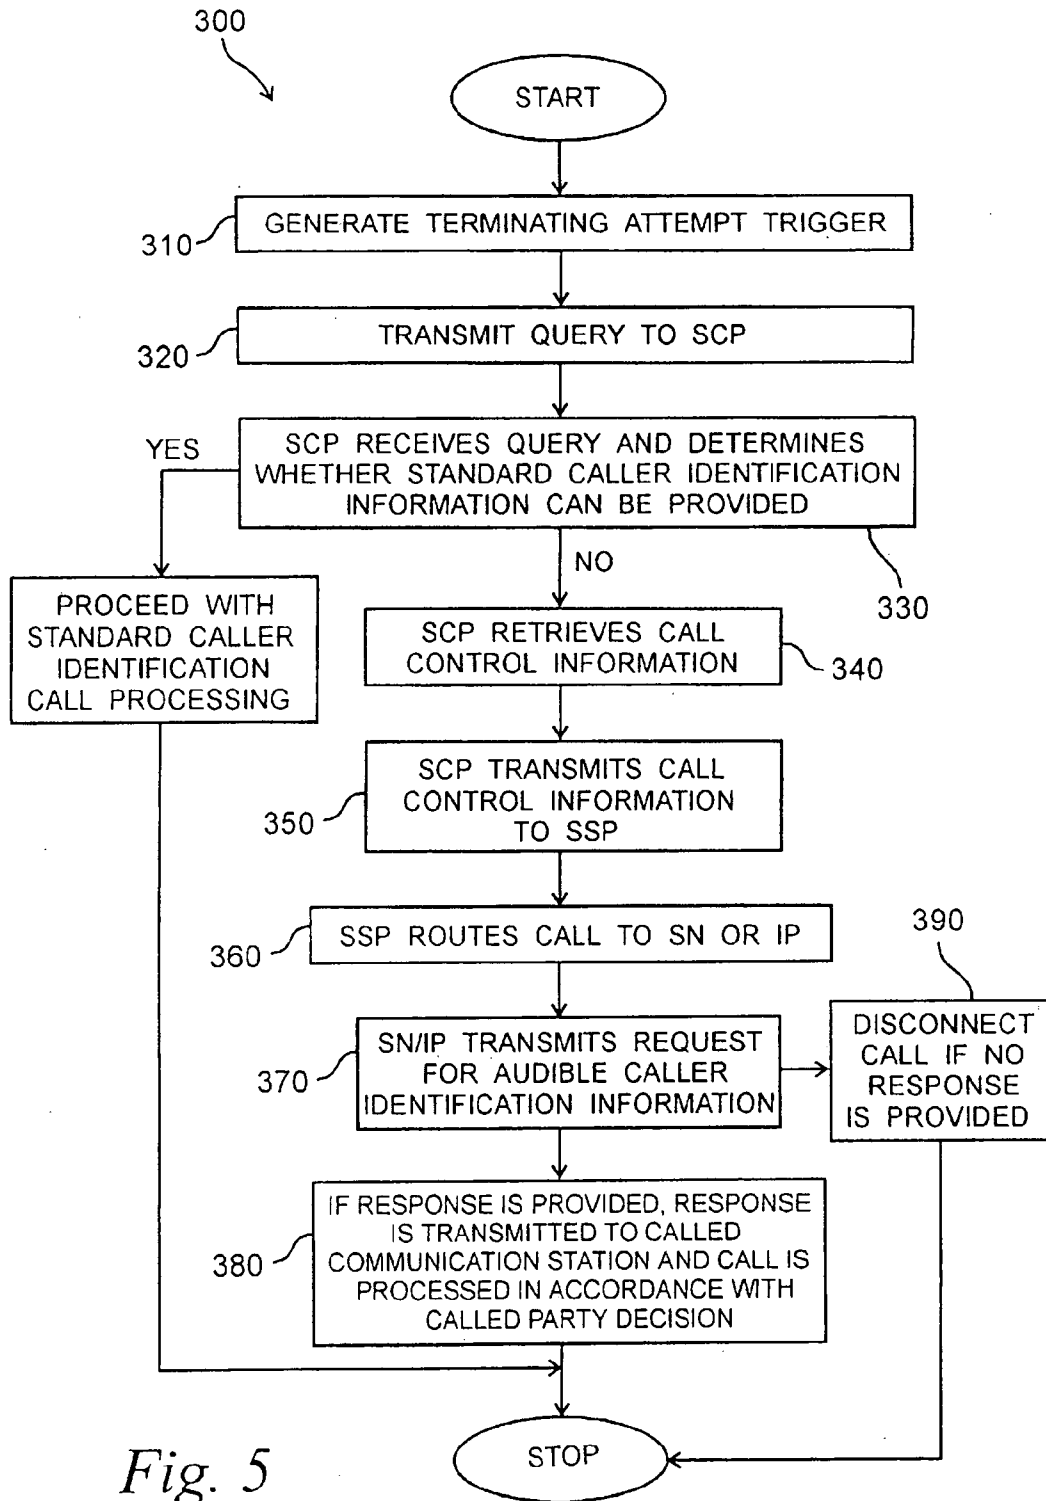 300
START
310
GENERATE TERMINATING ATTEMPT TRIGGER
320
TRANSMIT QUERY TO SCP
YES
SCP RECEIVES QUERY AND DETERMINES
WHETHER STANDARD CALLER IDENTIFICATION
INFORMATION CAN BE PROVIDED
330
NO
PROCEED WITH
STANDARD CALLER
IDENTIFICATION
CALL PROCESSING
SCP RETRIEVES CALL
CONTROL INFORMATION
340
SCP TRANSMITS CALL
CONTROL INFORMATION
TO SSP
350
SSP ROUTES CALL TO SN OR IP
360
390
SN/IP TRANSMITS REQUEST
FOR AUDIBLE CALLER
IDENTIFICATION INFORMATION
370
DISCONNECT
CALL IF NO
RESPONSE
IS PROVIDED
IF RESPONSE IS PROVIDED, RESPONSE
IS TRANSMITTED TO CALLED
COMMUNICATION STATION AND CALL IS
PROCESSED IN ACCORDANCE WITH
CALLED PARTY DECISION
380
STOP
Fig. 5